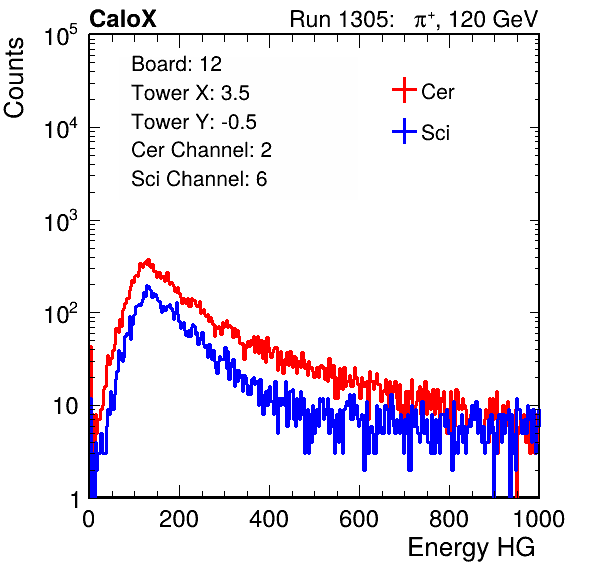 CaloX Run 1305: π⁺, 120 GeV
Counts
10⁵
10⁴
10³
10²
10
1
Board: 12
Tower X: 3.5
Tower Y: -0.5
Cer Channel: 2
Sci Channel: 6
Cer
Sci
0 200 400 600 800 1000
Energy HG